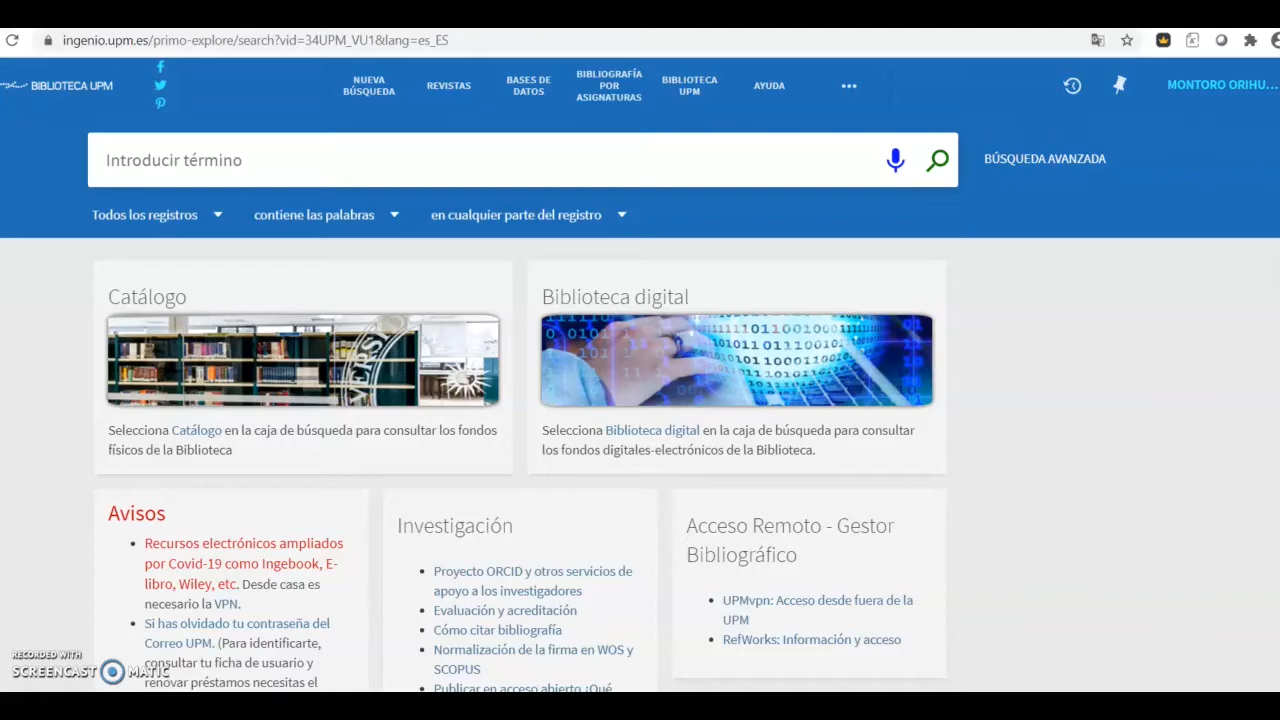 ingenio.upm.es/primo-explore/search?vid=34UPM_VU1&lang=es_ES
BIBLIOTECA UPM
NUEVA
BÚSQUEDA
REVISTAS
BASES DE
DATOS
BIBLIOGRAFÍA
POR
ASIGNATURAS
BIBLIOTECA
UPM
AYUDA
MONTORO ORIHU...
Introducir término
BÚSQUEDA AVANZADA
Todos los registros
contiene las palabras
en cualquier parte del registro
Catálogo
Selecciona Catálogo en la caja de búsqueda para consultar los fondos
físicos de la Biblioteca
Biblioteca digital
Selecciona Biblioteca digital en la caja de búsqueda para consultar
los fondos digitales-electrónicos de la Biblioteca.
Avisos
• Recursos electrónicos ampliados
por Covid-19 como Ingebook, E-
libro, Wiley, etc. Desde casa es
necesario la VPN.
• Si has olvidado tu contraseña del
Correo UPM. (Para identificarte,
consultar tu ficha de usuario y
renovar préstamos necesitas el
Investigación
• Proyecto ORCID y otros servicios de
apoyo a los investigadores
• Evaluación y acreditación
• Cómo citar bibliografía
• Normalización de la firma en WOS y
SCOPUS
• Publicar en acceso abierto ¿Qué
Acceso Remoto - Gestor
Bibliográfico
• UPMvpn: Acceso desde fuera de la
UPM
• RefWorks: Información y acceso
RECORDED WITH
SCREENCAST MATIC